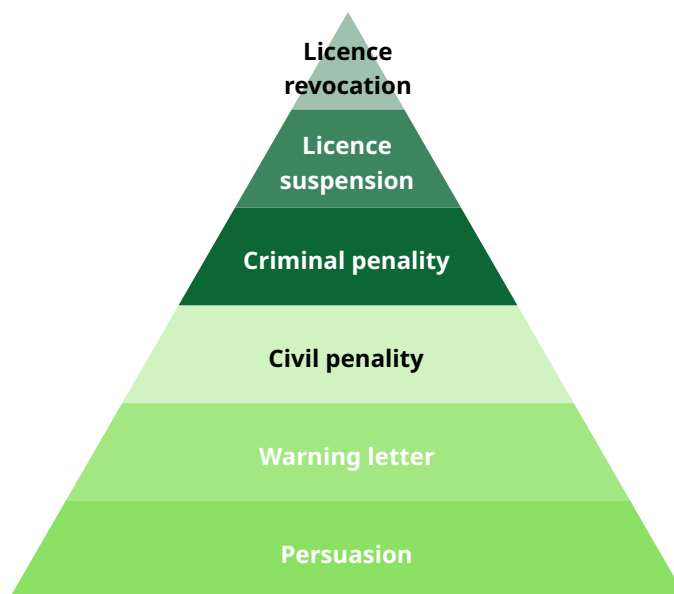 Licence
revocation
Licence
suspension
Criminal penality
Civil penality
Warning letter
Persuasion